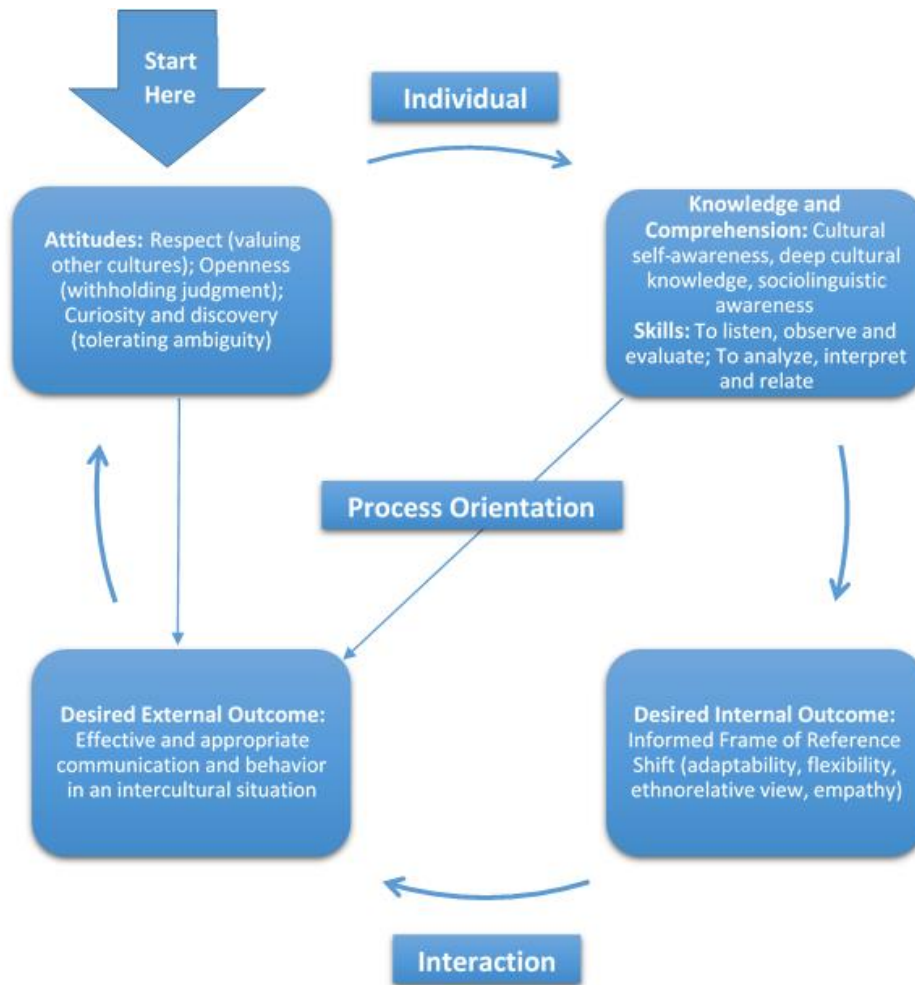 Start
Here
Individual
Attitudes: Respect (valuing
other cultures); Openness
(withholding judgment);
Curiosity and discovery
(tolerating ambiguity)
Knowledge and
Comprehension: Cultural
self-awareness, deep cultural
knowledge, sociolinguistic
awareness
Skills: To listen, observe and
evaluate; To analyze, interpret
and relate
Process Orientation
Desired External Outcome:
Effective and appropriate
communication and behavior
in an intercultural situation
Desired Internal Outcome:
Informed Frame of Reference
Shift (adaptability, flexibility,
ethnorelative view, empathy)
Interaction